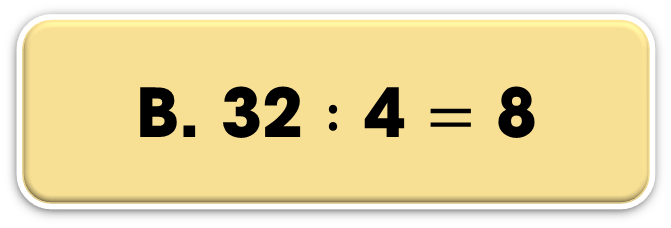 B. 32 : 4 = 8